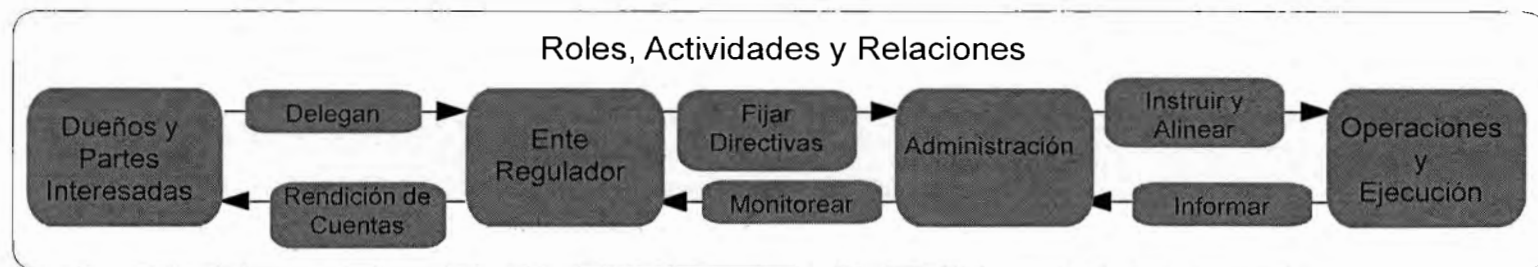 Roles, Actividades y Relaciones
Dueños y
Partes
Interesadas
Delegan
Rendición de
Cuentas
Ente
Regulador
Fijar
Directivas
Monitorear
Administración
Instruir y
Alinear
Informar
Operaciones
y
Ejecución